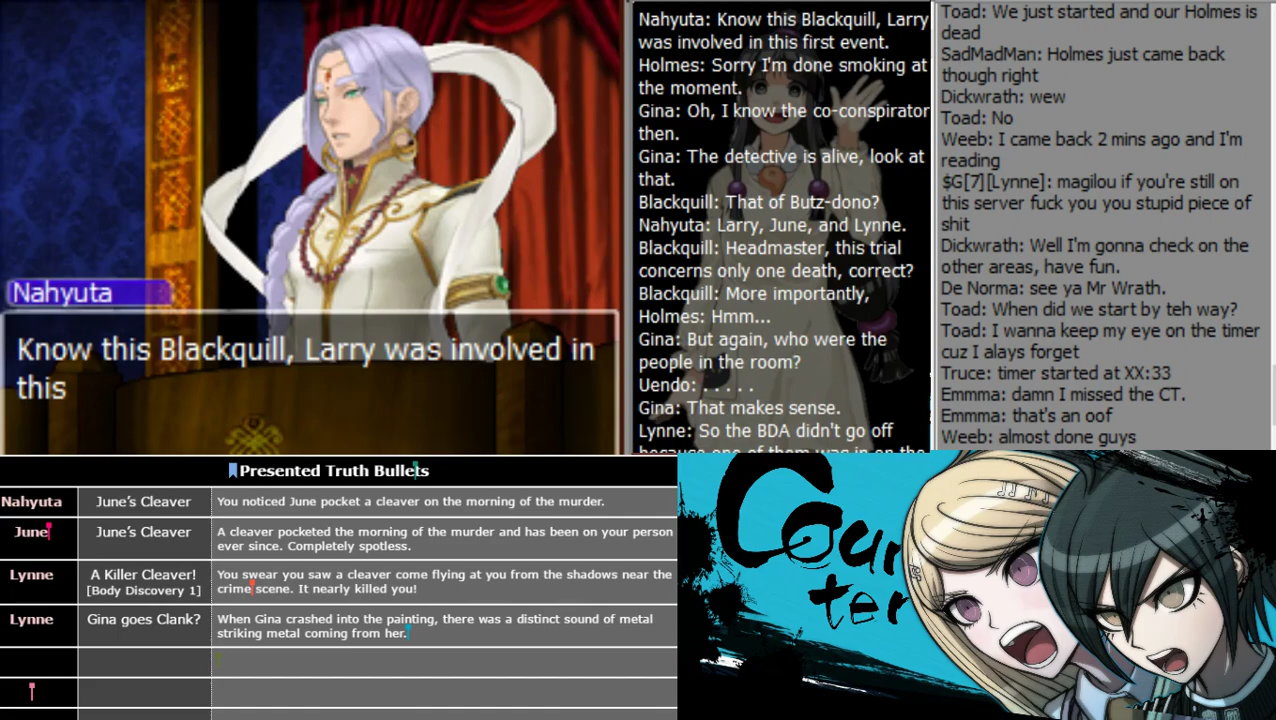 Nahyuta
Know this Blackquill, Larry was involved in
this
Nahyuta: Know this Blackquill, Larry
was involved in this first event.
Holmes: Sorry I'm done smoking at
the moment.
Gina: Oh, I know the co-conspirator
then.
Gina: The detective is alive, look at
that.
Blackquill: That of Butz-dono?
Nahyuta: Larry, June, and Lynne.
Blackquill: Headmaster, this trial
concerns only one death, correct?
Blackquill: More importantly,
Holmes: Hmm...
Gina: But again, who were the
people in the room?
Uendo: . . . . .
Gina: That makes sense.
Lynne: So the BDA didn't go off
because one of them was in on the
Toad: We just started and our Holmes is
dead
SadMadMan: Holmes just came back
though right
Dickwrath: wew
Toad: No
Weeb: I came back 2 mins ago and I'm
reading
$G[7][Lynne]: magilou if you're still on
this server fuck you you stupid piece of
shit
Dickwrath: Well I'm gonna check on the
other areas, have fun.
De Norma: see ya Mr Wrath.
Toad: When did we start by teh way?
Toad: I wanna keep my eye on the timer
cuz I alays forget
Truce: timer started at XX:33
Emmma: damn I missed the CT.
Emmma: that's an oof
Weeb: almost done guys
Presented Truth Bullets
Nahyuta
June's Cleaver
You noticed June pocket a cleaver on the morning of the murder.
June
June's Cleaver
A cleaver pocketed the morning of the murder and has been on your person
ever since. Completely spotless.
Lynne
A Killer Cleaver!
[Body Discovery 1]
You swear you saw a cleaver come flying at you from the shadows near the
crime scene. It nearly killed you!
Lynne
Gina goes Clank?
When Gina crashed into the painting, there was a distinct sound of metal
striking metal coming from her.
Coun
ter